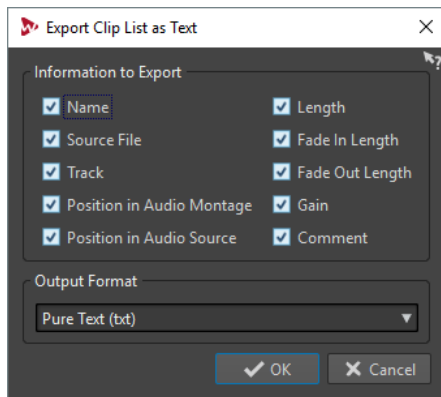 Export Clip List as Text
Information to Export
Name
Length
Source File
Fade In Length
Track
Fade Out Length
Position in Audio Montage
Gain
Position in Audio Source
Comment
Output Format
Pure Text (txt)
OK
Cancel